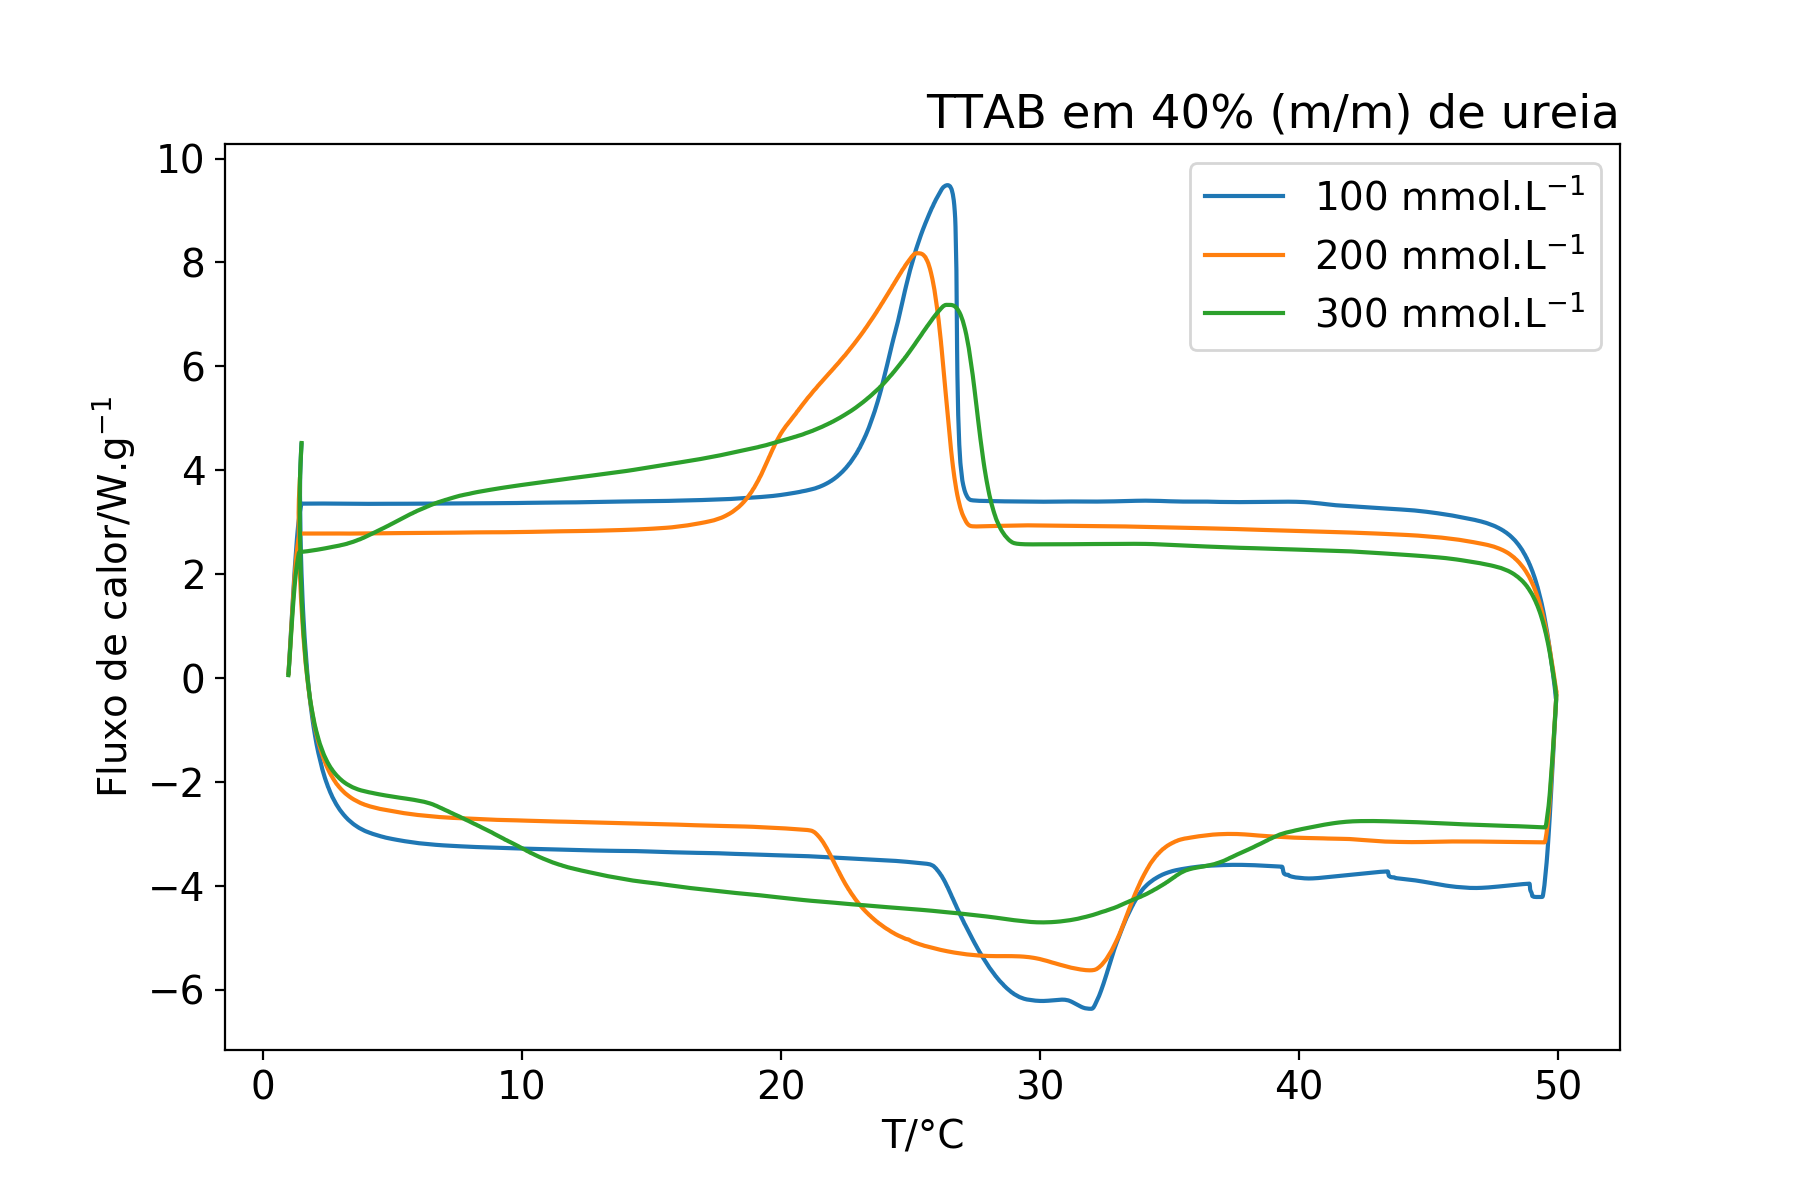 TTAB em 40% (m/m) de ureia
100 mmol.L⁻¹
200 mmol.L⁻¹
300 mmol.L⁻¹
Fluxo de calor/W.g⁻¹
10
8
6
4
2
0
−2
−4
−6
0 10 20 30 40 50
T/°C